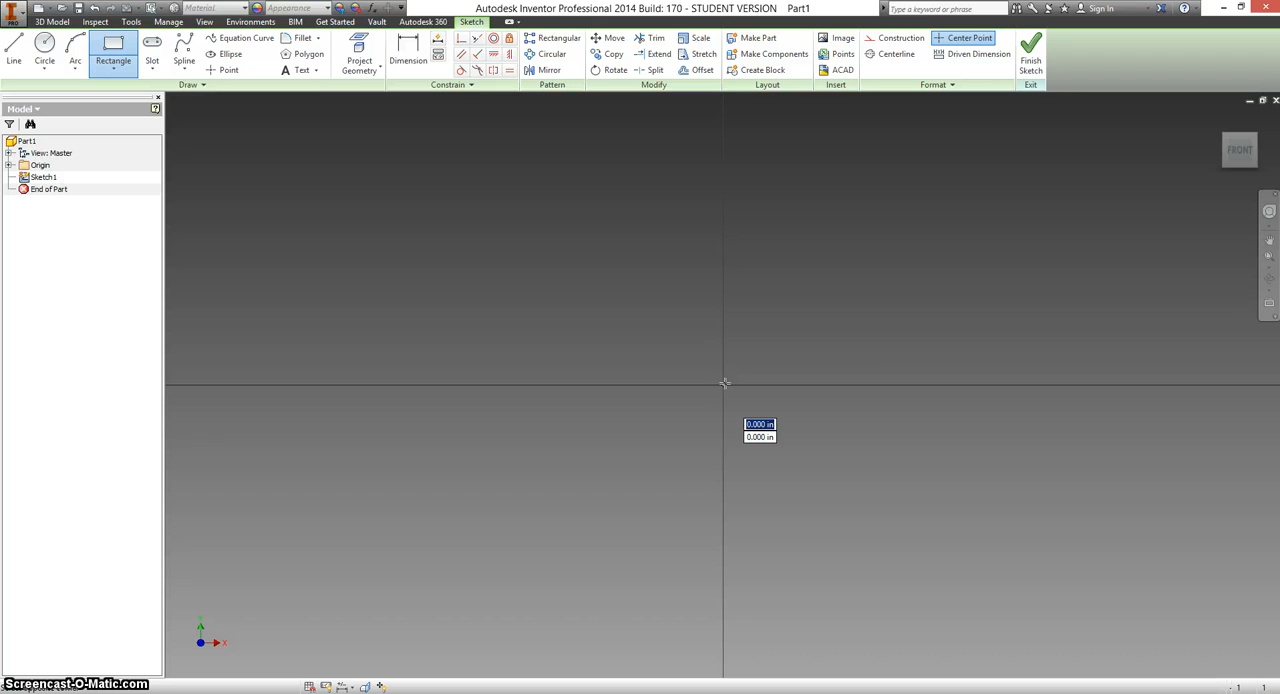 Autodesk Inventor Professional 2014 Build: 170 - STUDENT VERSION Part1
PRO Material Appearance Type a keyword or phrase Sign In
3D Model Inspect Tools Manage View Environments BIM Get Started Vault Autodesk 360 Sketch
Line Circle Arc Rectangle Slot Spline
Equation Curve Fillet
Ellipse Polygon
Point A Text
Project Geometry
Dimension
Rectangular
Circular
Mirror
Move Trim Scale
Copy Extend Stretch
Rotate Split Offset
Make Part
Make Components
Create Block
Image
Points
ACAD
Construction Center Point
Centerline Driven Dimension
Finish Sketch
Draw Constrain Pattern Modify Layout Insert Format Exit
Model
Part1
View: Master
Origin
Sketch1
End of Part
FRONT
0.000 in
0.000 in
Y
X
Screencast-O-Matic.com
1 1